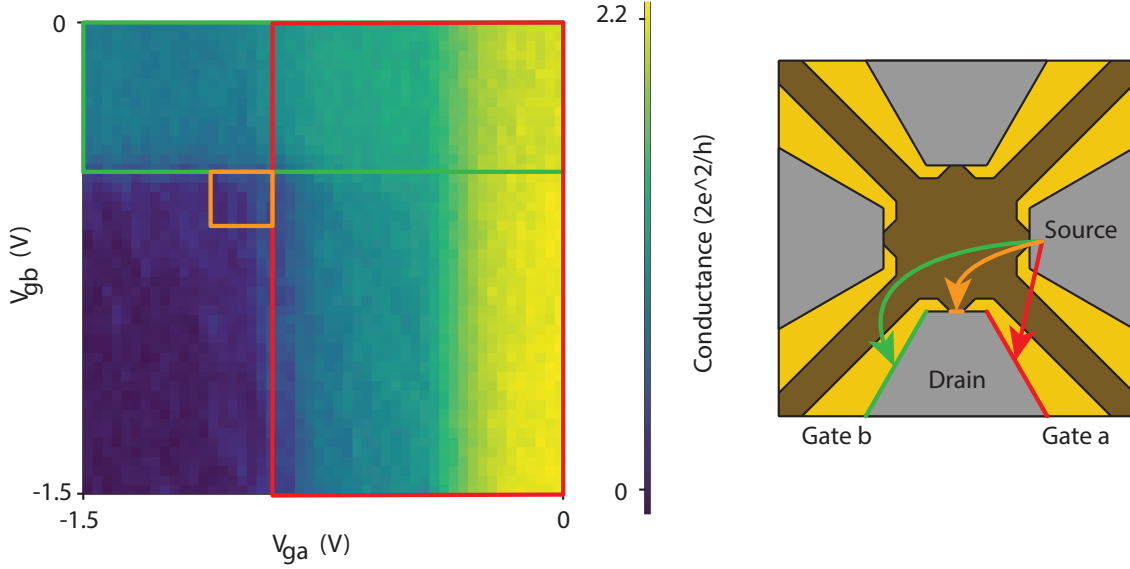 0
-1.5
V_gb (V)
-1.5
0
V_ga (V)
2.2
0
Conductance (2e^2/h)
Source
Drain
Gate b
Gate a